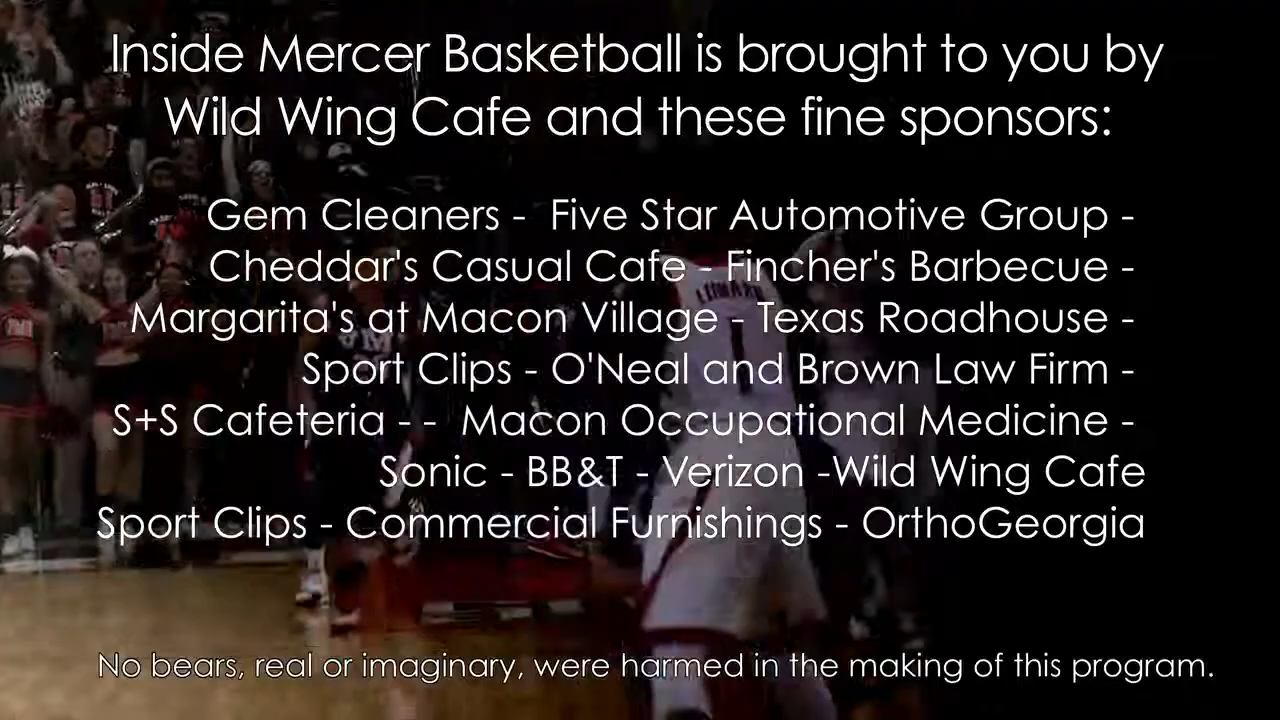 Inside Mercer Basketball is brought to you by
Wild Wing Cafe and these fine sponsors:
Gem Cleaners -  Five Star Automotive Group -
Cheddar's Casual Cafe - Fincher's Barbecue -
Margarita's at Macon Village - Texas Roadhouse -
Sport Clips - O'Neal and Brown Law Firm -
S+S Cafeteria - -  Macon Occupational Medicine -
Sonic - BB&T - Verizon -Wild Wing Cafe
Sport Clips - Commercial Furnishings - OrthoGeorgia
No bears, real or imaginary, were harmed in the making of this program.
1
M